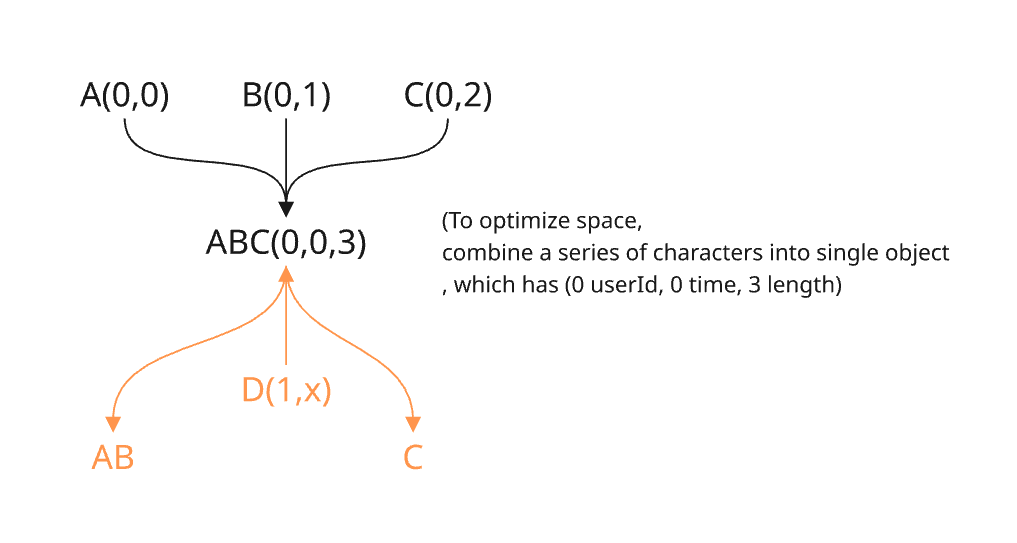 A(0,0)
B(0,1)
C(0,2)
ABC(0,0,3)
(To optimize space,
combine a series of characters into single object
, which has (0 userId, 0 time, 3 length)
D(1,x)
AB
C